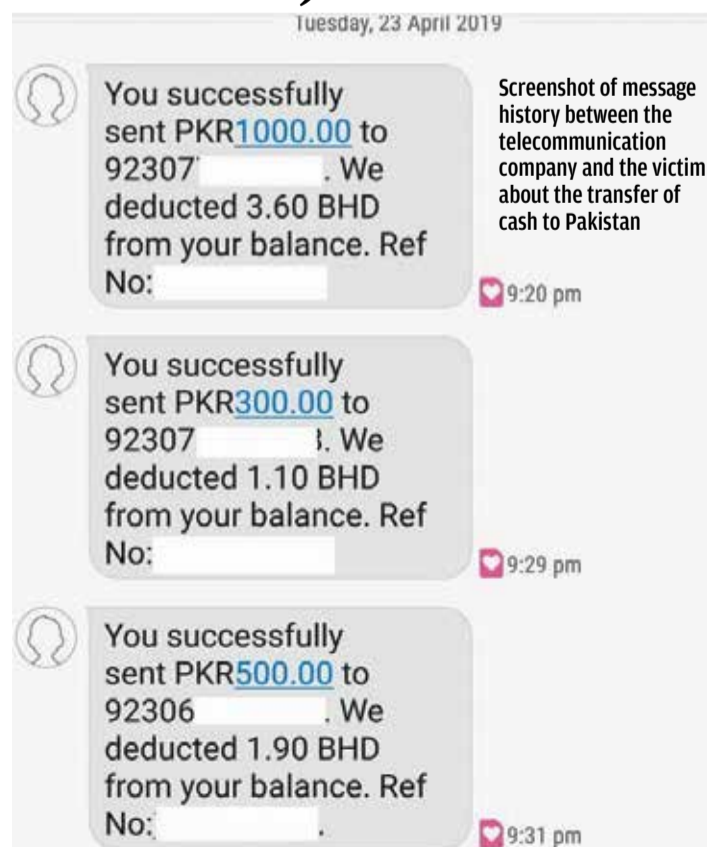 Tuesday, 23 April 2019
You successfully
sent PKR1000.00 to
92307 . We
deducted 3.60 BHD
from your balance. Ref
No:
9:20 pm
Screenshot of message
history between the
telecommunication
company and the victim
about the transfer of
cash to Pakistan
You successfully
sent PKR300.00 to
92307 . We
deducted 1.10 BHD
from your balance. Ref
No:
9:29 pm
You successfully
sent PKR500.00 to
92306 . We
deducted 1.90 BHD
from your balance. Ref
No: .
9:31 pm